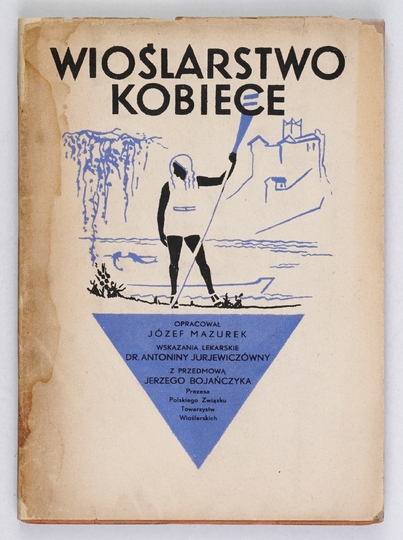 WIOŚLARSTWO
KOBIECE
OPRACOWAŁ
JÓZEF MAZUREK
WSKAZANIA LEKARSKIE
DR. ANTONINY JURJEWICZÓWNY
Z PRZEDMOWĄ
JERZEGO BOJAŃCZYKA
Prezesa
Polskiego Związku
Towarzystw
Wioślarskich